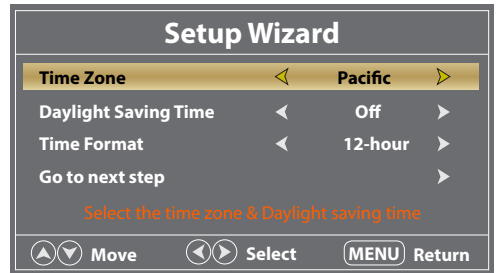 Setup Wizard
Time Zone Pacific
Daylight Saving Time Off
Time Format 12-hour
Go to next step
Select the time zone & Daylight saving time
Move Select MENU Return